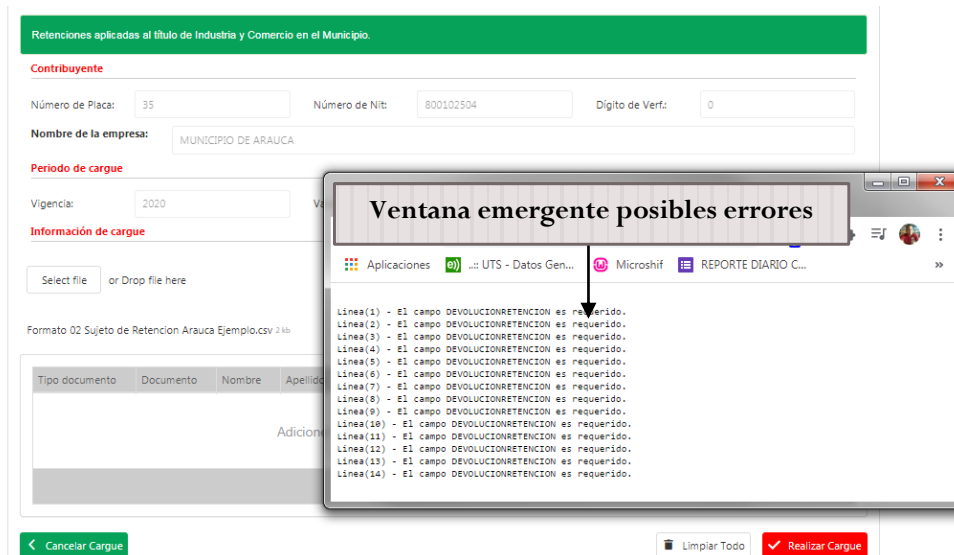 Retenciones aplicadas al título de Industria y Comercio en el Municipio.
Contribuyente
Número de Placa: 35 Número de Nit: 800102504 Dígito de Verf.: 0
Nombre de la empresa: MUNICIPIO DE ARAUCA
Periodo de cargue
Vigencia: 2020
Información de cargue
Select file or Drop file here
Formato 02 Sujeto de Retencion Arauca Ejemplo.csv 2 kb
Tipo documento Documento Nombre
Ventana emergente posibles errores
Aplicaciones ..:: UTS - Datos Gen... Microshif REPORTE DIARIO C... »
Linea(1) - El campo DEVOLUCIONRETENCION es requerido.
Linea(2) - El campo DEVOLUCIONRETENCION es requerido.
Linea(3) - El campo DEVOLUCIONRETENCION es requerido.
Linea(4) - El campo DEVOLUCIONRETENCION es requerido.
Linea(5) - El campo DEVOLUCIONRETENCION es requerido.
Linea(6) - El campo DEVOLUCIONRETENCION es requerido.
Linea(7) - El campo DEVOLUCIONRETENCION es requerido.
Linea(8) - El campo DEVOLUCIONRETENCION es requerido.
Linea(9) - El campo DEVOLUCIONRETENCION es requerido.
Linea(10) - El campo DEVOLUCIONRETENCION es requerido.
Linea(11) - El campo DEVOLUCIONRETENCION es requerido.
Linea(12) - El campo DEVOLUCIONRETENCION es requerido.
Linea(13) - El campo DEVOLUCIONRETENCION es requerido.
Linea(14) - El campo DEVOLUCIONRETENCION es requerido.
Cancelar Cargue Limpiar Todo Realizar Cargue